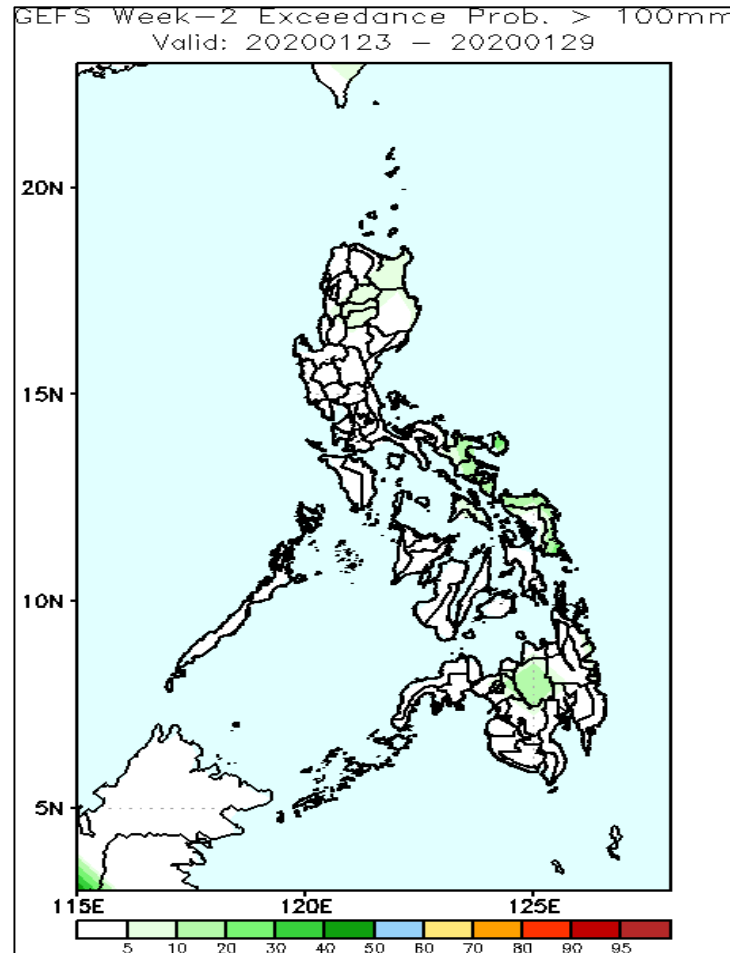 GEFS Week-2 Exceedance Prob. > 100mm
Valid: 20200123 - 20200129
20N
15N
10N
5N
115E 120E 125E
5 10 20 30 40 50 60 70 80 90 95